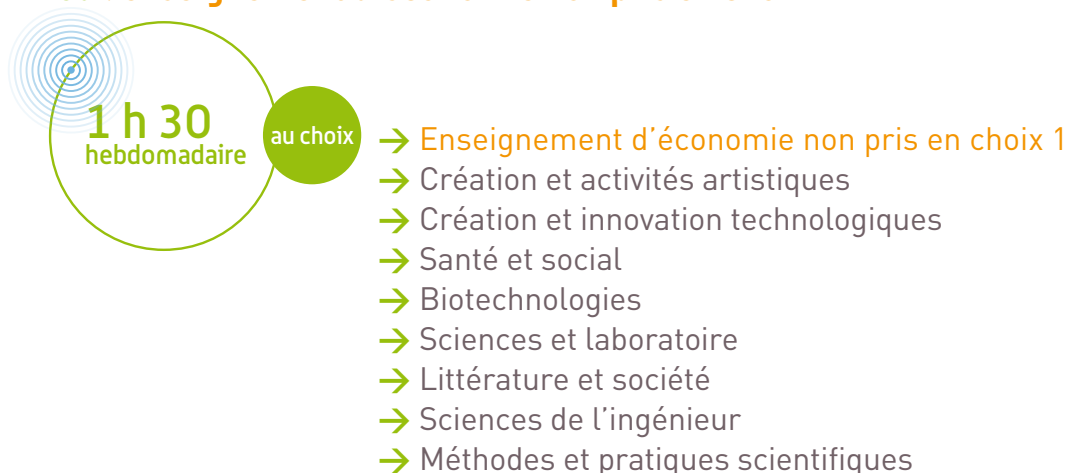 1 h 30
hebdomadaire
au choix
→ Enseignement d’économie non pris en choix 1
→ Création et activités artistiques
→ Création et innovation technologiques
→ Santé et social
→ Biotechnologies
→ Sciences et laboratoire
→ Littérature et société
→ Sciences de l’ingénieur
→ Méthodes et pratiques scientifiques